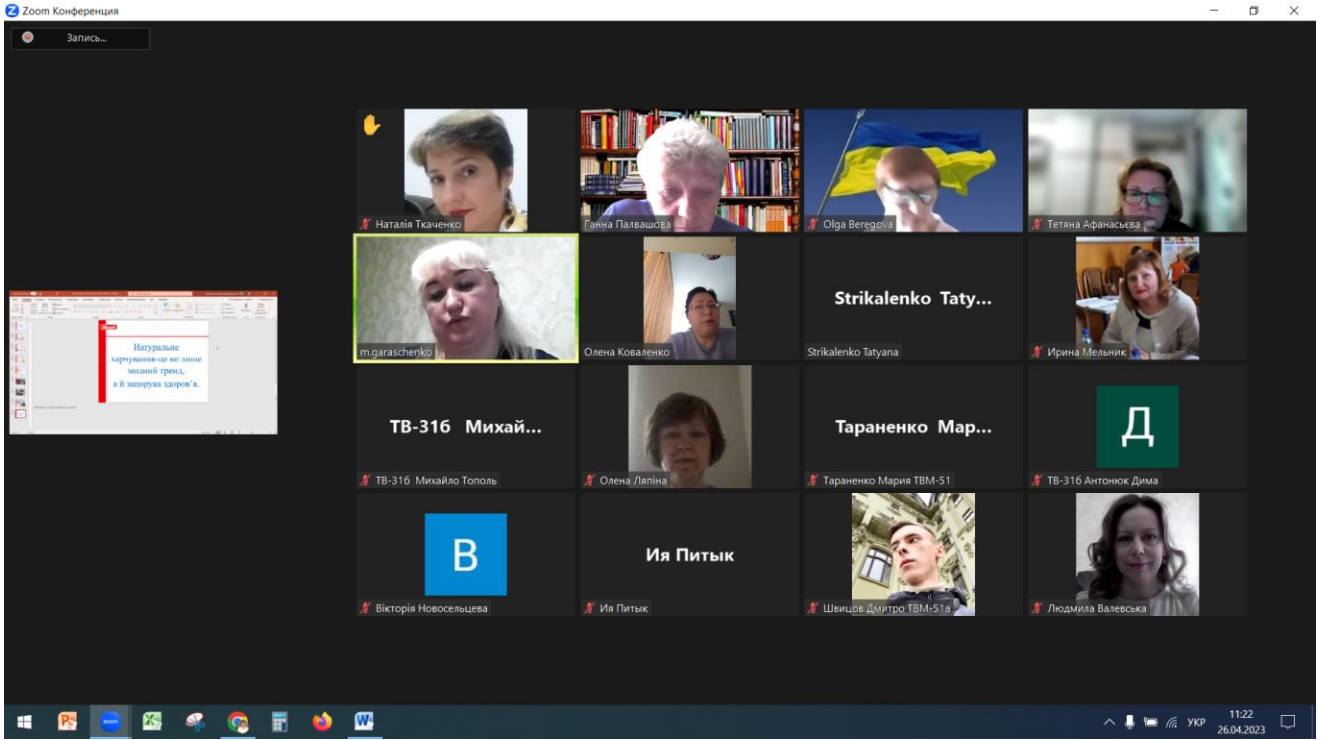 Zoom Конференция
Запись...
Наталія Ткаченко
Ганна Палвашова
Olga Beregova
Тетяна Афанасьєва
m.garaschenko
Олена Коваленко
Strikalenko Taty...
Strikalenko Tatyana
Ирина Мельник
Натуральне
харчування-це не лише
модний тренд,
а й запорука здоров'я.
ТВ-316 Михай...
ТВ-316 Михайло Тополь
Олена Ляпіна
Тараненко Мар...
Тараненко Мария ТВМ-51
Д
ТВ-316 Антонюк Дима
В
Вікторія Новосельцева
Ия Питык
Ия Питык
Швицов Дмитро ТВМ-51а
Людмила Валевська
zoom
УКР
11:22
26.04.2023